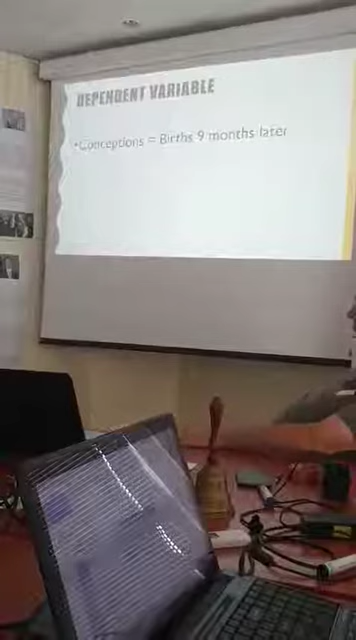 DEPENDENT VARIABLE
•Conceptions = Births 9 months later